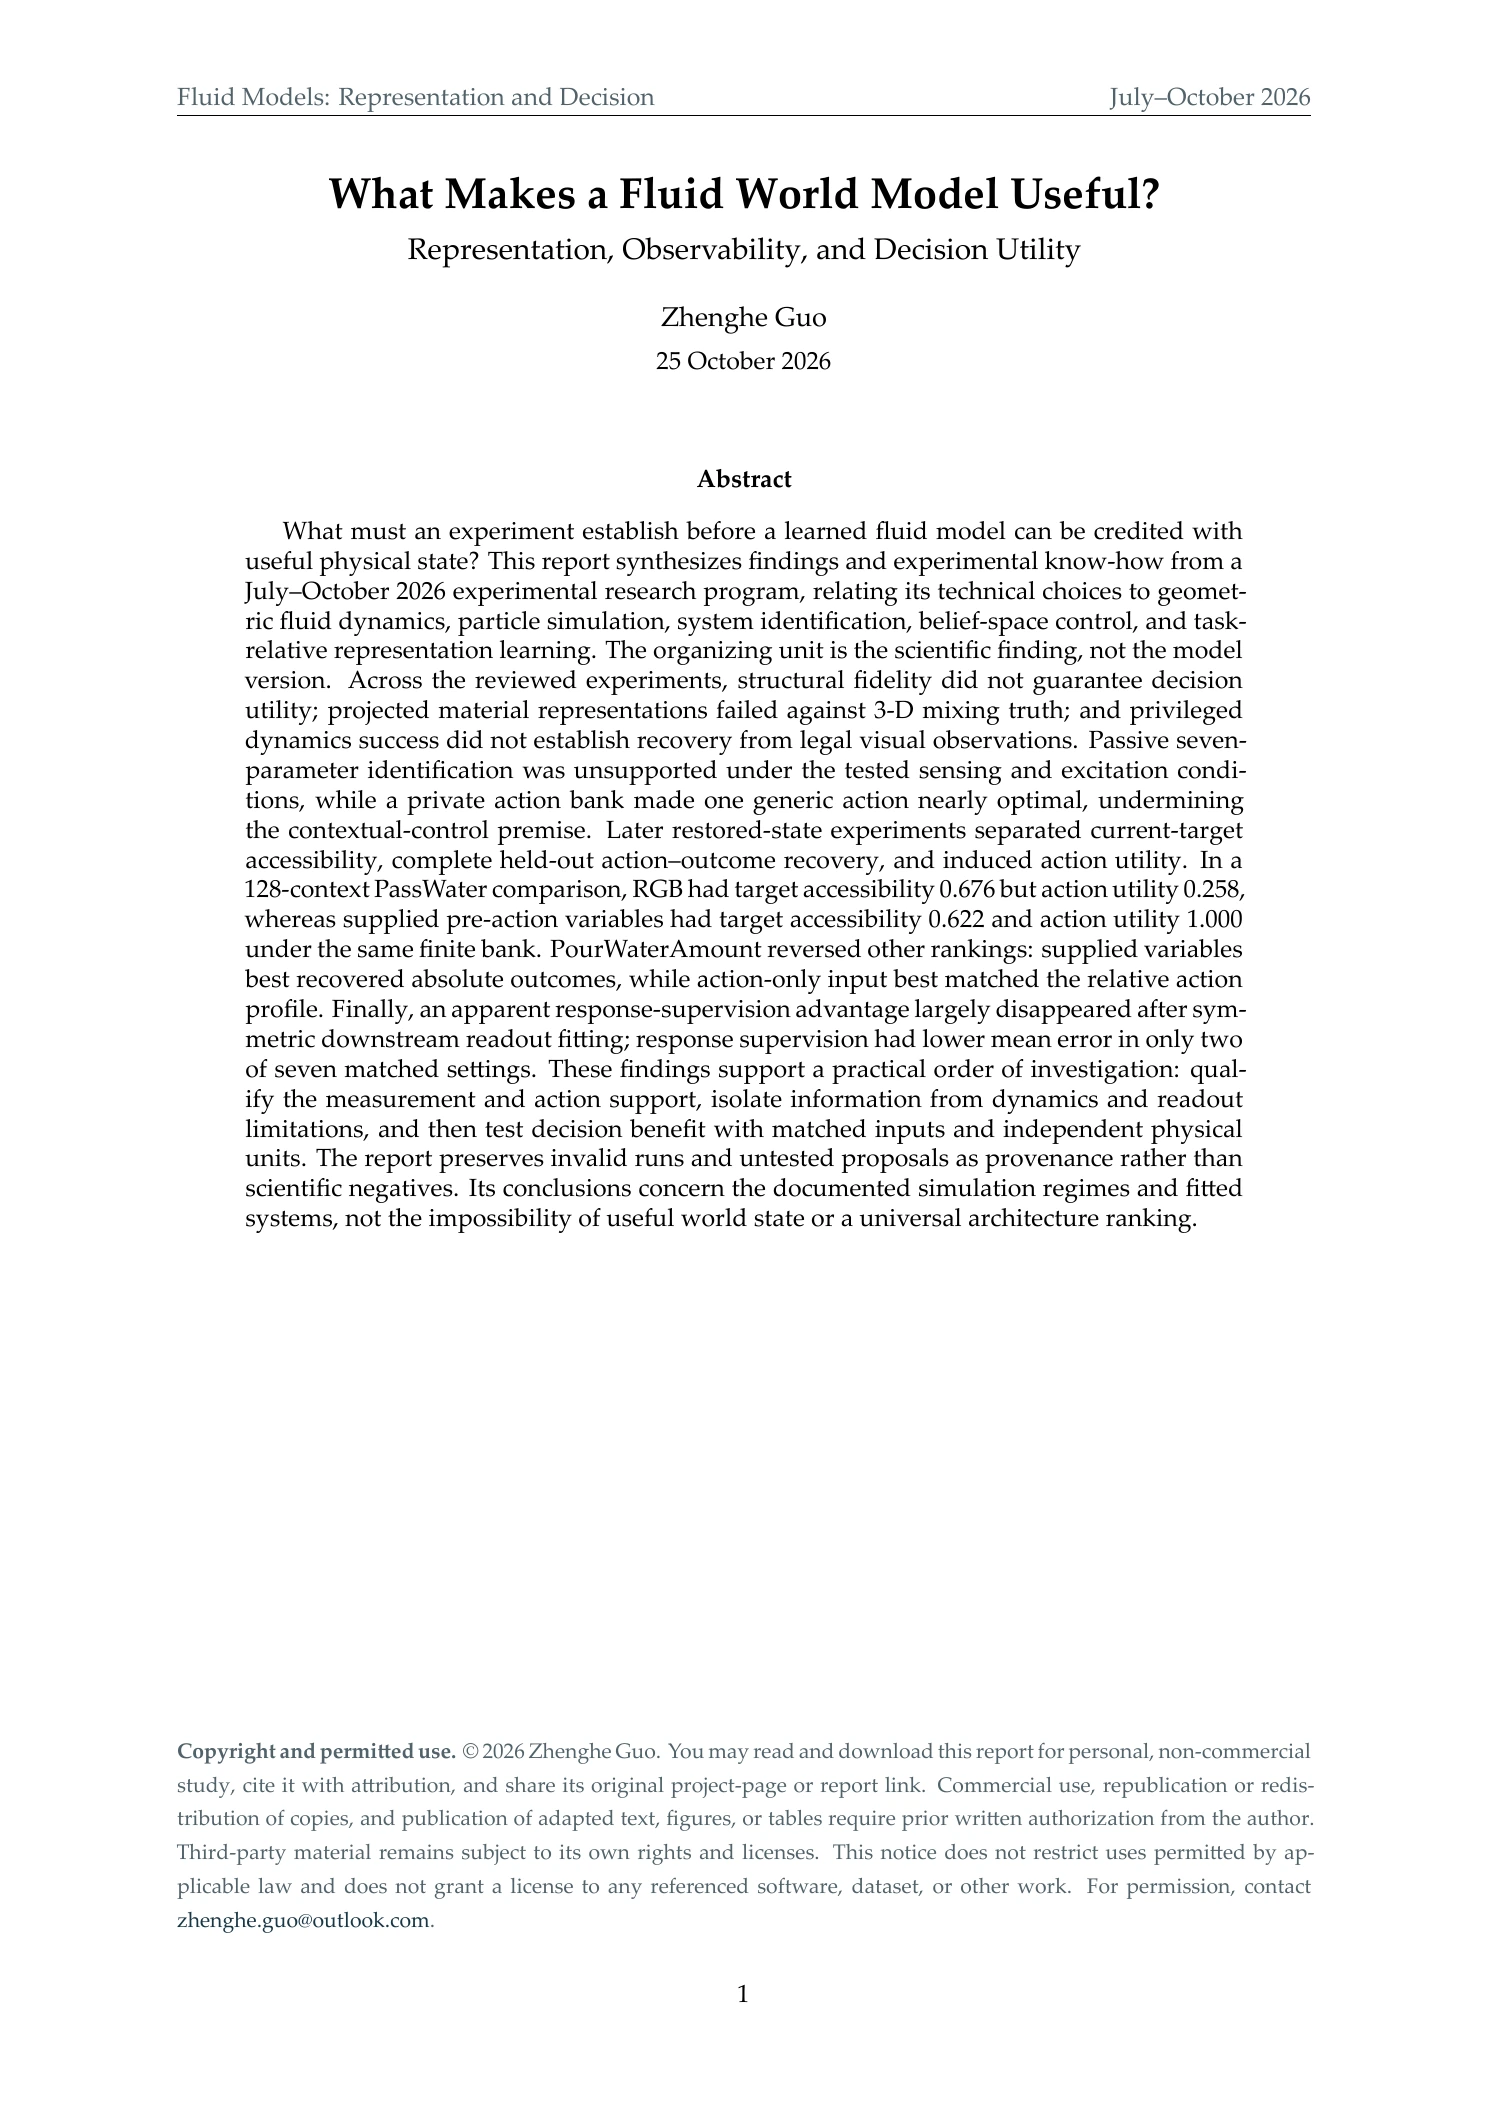 Fluid Models: Representation and Decision July–October 2026
What Makes a Fluid World Model Useful?
Representation, Observability, and Decision Utility
Zhenghe Guo
25 October 2026
Abstract
What must an experiment establish before a learned fluid model can be credited with
useful physical state? This report synthesizes findings and experimental know-how from a
July–October 2026 experimental research program, relating its technical choices to geomet-
ric fluid dynamics, particle simulation, system identification, belief-space control, and task-
relative representation learning. The organizing unit is the scientific finding, not the model
version. Across the reviewed experiments, structural fidelity did not guarantee decision
utility; projected material representations failed against 3-D mixing truth; and privileged
dynamics success did not establish recovery from legal visual observations. Passive seven-
parameter identification was unsupported under the tested sensing and excitation condi-
tions, while a private action bank made one generic action nearly optimal, undermining
the contextual-control premise. Later restored-state experiments separated current-target
accessibility, complete held-out action–outcome recovery, and induced action utility. In a
128-context PassWater comparison, RGB had target accessibility 0.676 but action utility 0.258,
whereas supplied pre-action variables had target accessibility 0.622 and action utility 1.000
under the same finite bank. PourWaterAmount reversed other rankings: supplied variables
best recovered absolute outcomes, while action-only input best matched the relative action
profile. Finally, an apparent response-supervision advantage largely disappeared after sym-
metric downstream readout fitting; response supervision had lower mean error in only two
of seven matched settings. These findings support a practical order of investigation: qual-
ify the measurement and action support, isolate information from dynamics and readout
limitations, and then test decision benefit with matched inputs and independent physical
units. The report preserves invalid runs and untested proposals as provenance rather than
scientific negatives. Its conclusions concern the documented simulation regimes and fitted
systems, not the impossibility of useful world state or a universal architecture ranking.
Copyright and permitted use. © 2026 Zhenghe Guo. You may read and download this report for personal, non-commercial
study, cite it with attribution, and share its original project-page or report link. Commercial use, republication or redis-
tribution of copies, and publication of adapted text, figures, or tables require prior written authorization from the author.
Third-party material remains subject to its own rights and licenses. This notice does not restrict uses permitted by ap-
plicable law and does not grant a license to any referenced software, dataset, or other work. For permission, contact
zhenghe.guo@outlook.com.
1